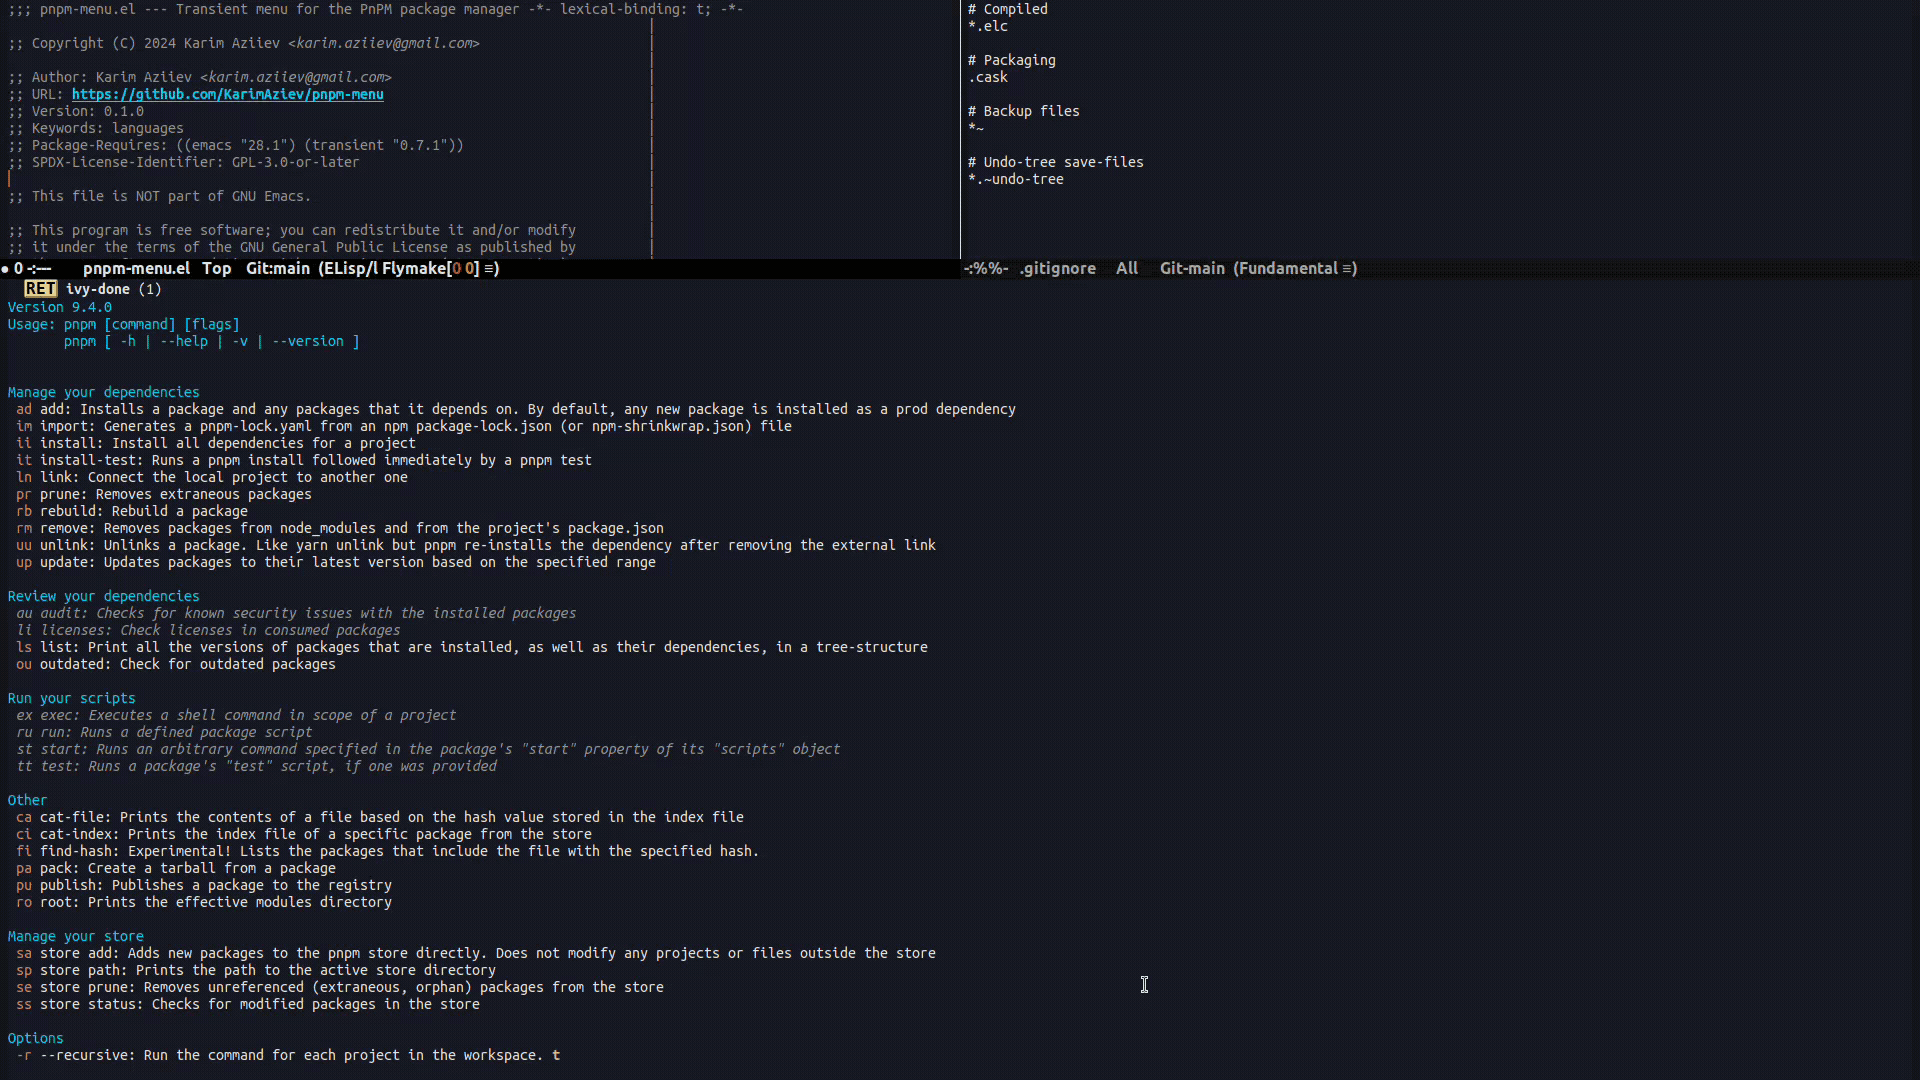 ;;; pnpm-menu.el --- Transient menu for the PnPM package manager -*- lexical-binding: t; -*-
;; Copyright (C) 2024 Karim Aziiev <karim.aziiev@gmail.com>
;; Author: Karim Aziiev <karim.aziiev@gmail.com>
;; URL: https://github.com/KarimAziev/pnpm-menu
;; Version: 0.1.0
;; Keywords: languages
;; Package-Requires: ((emacs "28.1") (transient "0.7.1"))
;; SPDX-License-Identifier: GPL-3.0-or-later
;; This file is NOT part of GNU Emacs.
;; This program is free software; you can redistribute it and/or modify
;; it under the terms of the GNU General Public License as published by
● 0 -:--- pnpm-menu.el Top Git:main (ELisp/l Flymake[0 0] ≡)
# Compiled
*.elc
# Packaging
.cask
# Backup files
*~
# Undo-tree save-files
*.~undo-tree
-:%%- .gitignore All Git-main (Fundamental ≡)
RET ivy-done (1)
Version 9.4.0
Usage: pnpm [command] [flags]
pnpm [ -h | --help | -v | --version ]
Manage your dependencies
ad add: Installs a package and any packages that it depends on. By default, any new package is installed as a prod dependency
im import: Generates a pnpm-lock.yaml from an npm package-lock.json (or npm-shrinkwrap.json) file
ii install: Install all dependencies for a project
it install-test: Runs a pnpm install followed immediately by a pnpm test
ln link: Connect the local project to another one
pr prune: Removes extraneous packages
rb rebuild: Rebuild a package
rm remove: Removes packages from node_modules and from the project's package.json
uu unlink: Unlinks a package. Like yarn unlink but pnpm re-installs the dependency after removing the external link
up update: Updates packages to their latest version based on the specified range
Review your dependencies
au audit: Checks for known security issues with the installed packages
li licenses: Check licenses in consumed packages
ls list: Print all the versions of packages that are installed, as well as their dependencies, in a tree-structure
ou outdated: Check for outdated packages
Run your scripts
ex exec: Executes a shell command in scope of a project
ru run: Runs a defined package script
st start: Runs an arbitrary command specified in the package's "start" property of its "scripts" object
tt test: Runs a package's "test" script, if one was provided
Other
ca cat-file: Prints the contents of a file based on the hash value stored in the index file
ci cat-index: Prints the index file of a specific package from the store
fi find-hash: Experimental! Lists the packages that include the file with the specified hash.
pa pack: Create a tarball from a package
pu publish: Publishes a package to the registry
ro root: Prints the effective modules directory
Manage your store
sa store add: Adds new packages to the pnpm store directly. Does not modify any projects or files outside the store
sp store path: Prints the path to the active store directory
se store prune: Removes unreferenced (extraneous, orphan) packages from the store
ss store status: Checks for modified packages in the store
Options
-r --recursive: Run the command for each project in the workspace. t